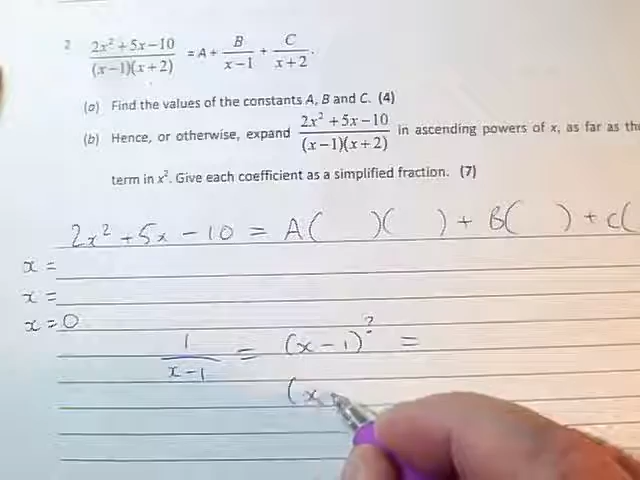 2 (2x² + 5x − 10)/((x − 1)(x + 2)) = A + B/(x − 1) + C/(x + 2).
(a) Find the values of the constants A, B and C. (4)
(b) Hence, or otherwise, expand (2x² + 5x − 10)/((x − 1)(x + 2)) in ascending powers of x, as far as the
term in x². Give each coefficient as a simplified fraction. (7)
2x² + 5x − 10 = A( )( ) + B( ) + C(
x =
x =
x = 0
1/(x − 1) = (x − 1)^? =
(x